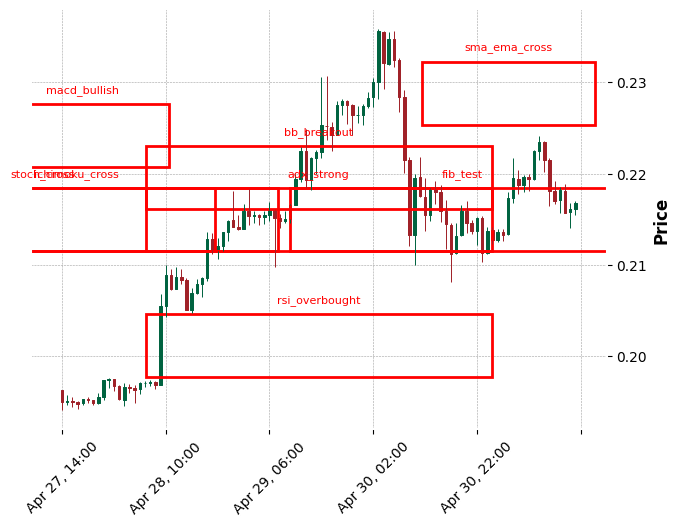 sma_ema_cross
macd_bullish
bb_breakout
stoch_cross
ichimoku_cross
adx_strong
fib_test
rsi_overbought
0.23
0.22
0.21
0.20
Price
Apr 27, 14:00
Apr 28, 10:00
Apr 29, 06:00
Apr 30, 02:00
Apr 30, 22:00